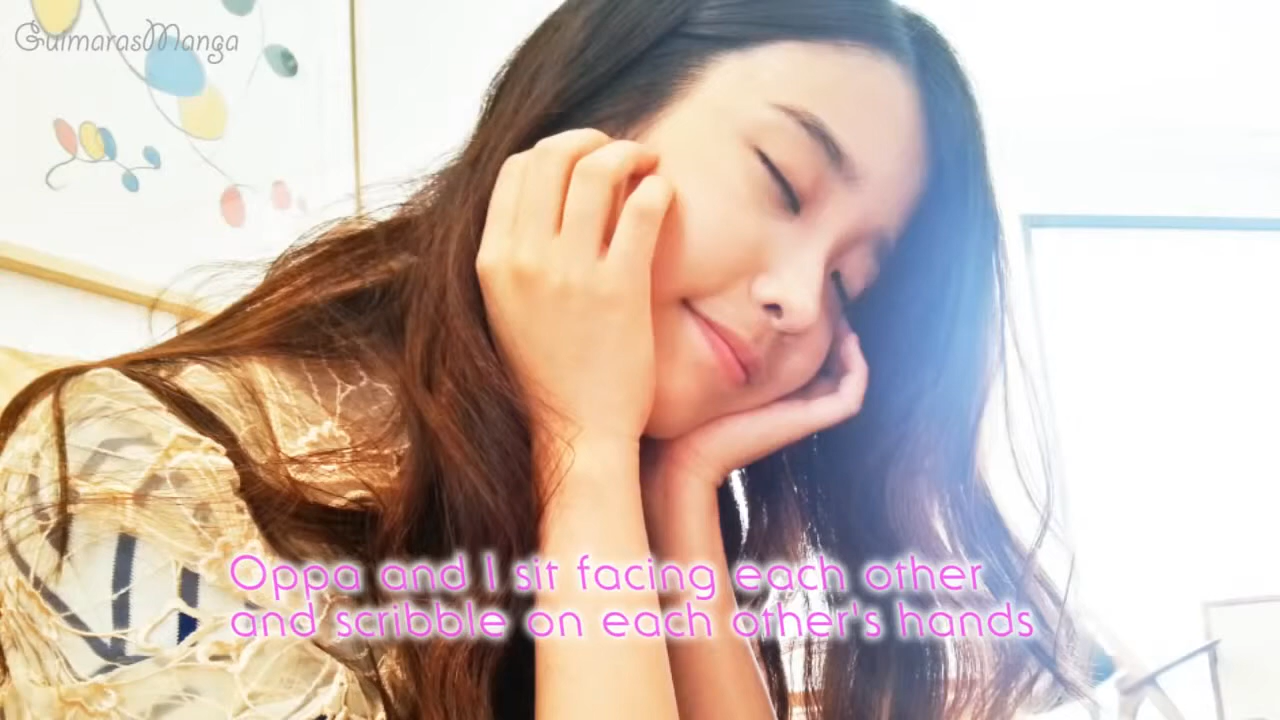 GuimarasManga
Oppa and I sit facing each other
and scribble on each other's hands